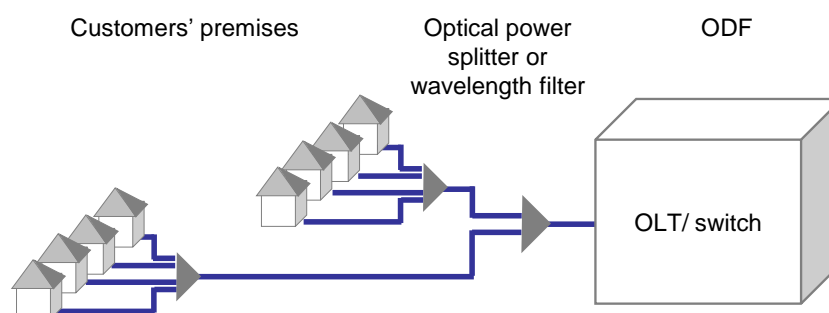 Customers’ premises
Optical power
splitter or
wavelength filter
ODF
OLT/ switch